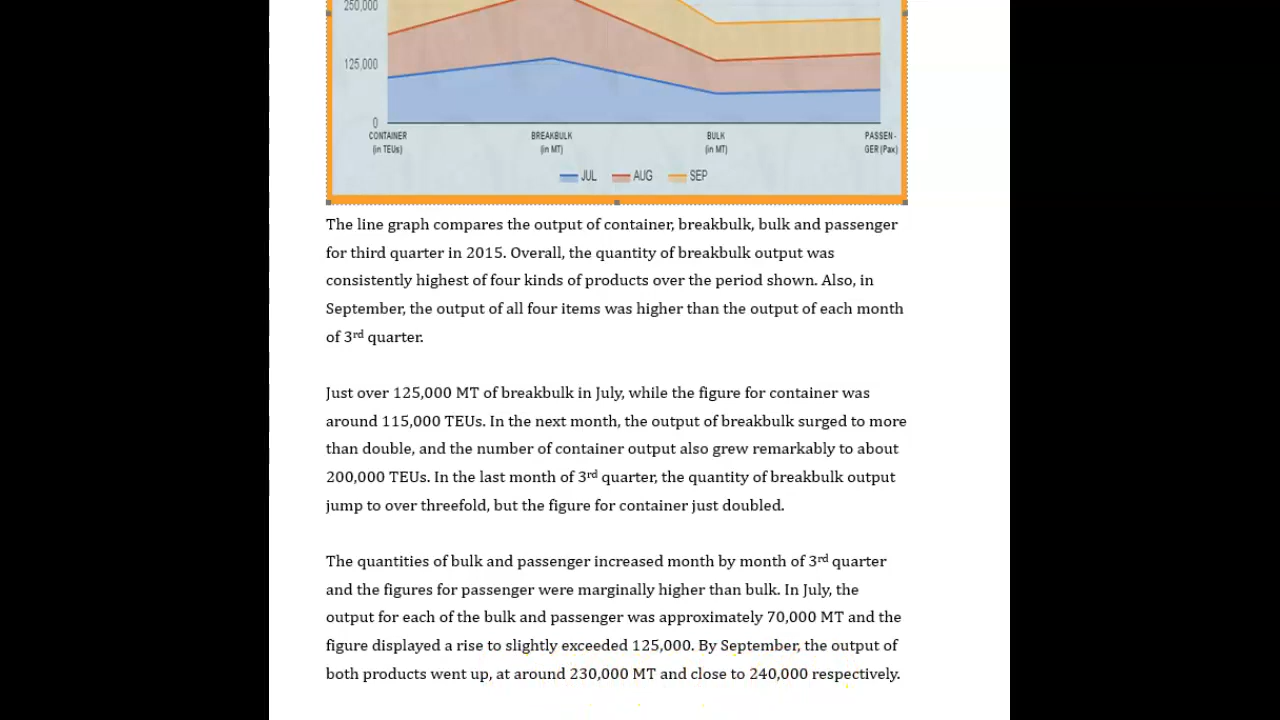 250,000
125,000
0
CONTAINER BREAKBULK BULK PASSEN-
(in TEUs) (in MT) (in MT) GER (Pax)
JUL AUG SEP
The line graph compares the output of container, breakbulk, bulk and passenger
for third quarter in 2015. Overall, the quantity of breakbulk output was
consistently highest of four kinds of products over the period shown. Also, in
September, the output of all four items was higher than the output of each month
of 3rd quarter.
Just over 125,000 MT of breakbulk in July, while the figure for container was
around 115,000 TEUs. In the next month, the output of breakbulk surged to more
than double, and the number of container output also grew remarkably to about
200,000 TEUs. In the last month of 3rd quarter, the quantity of breakbulk output
jump to over threefold, but the figure for container just doubled.
The quantities of bulk and passenger increased month by month of 3rd quarter
and the figures for passenger were marginally higher than bulk. In July, the
output for each of the bulk and passenger was approximately 70,000 MT and the
figure displayed a rise to slightly exceeded 125,000. By September, the output of
both products went up, at around 230,000 MT and close to 240,000 respectively.